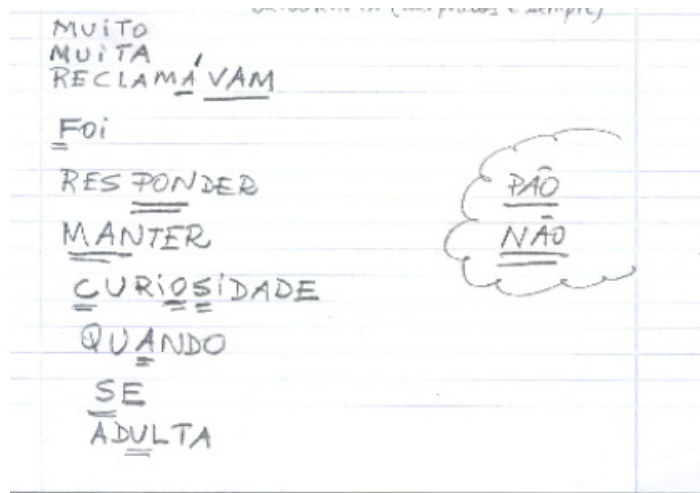 MUITO
MUITA
RECLAMÁVAM
FOI
RESPONDER
MANTER
CURIOSIDADE
QUANDO
SE
ADULTA
PÃO
NÃO